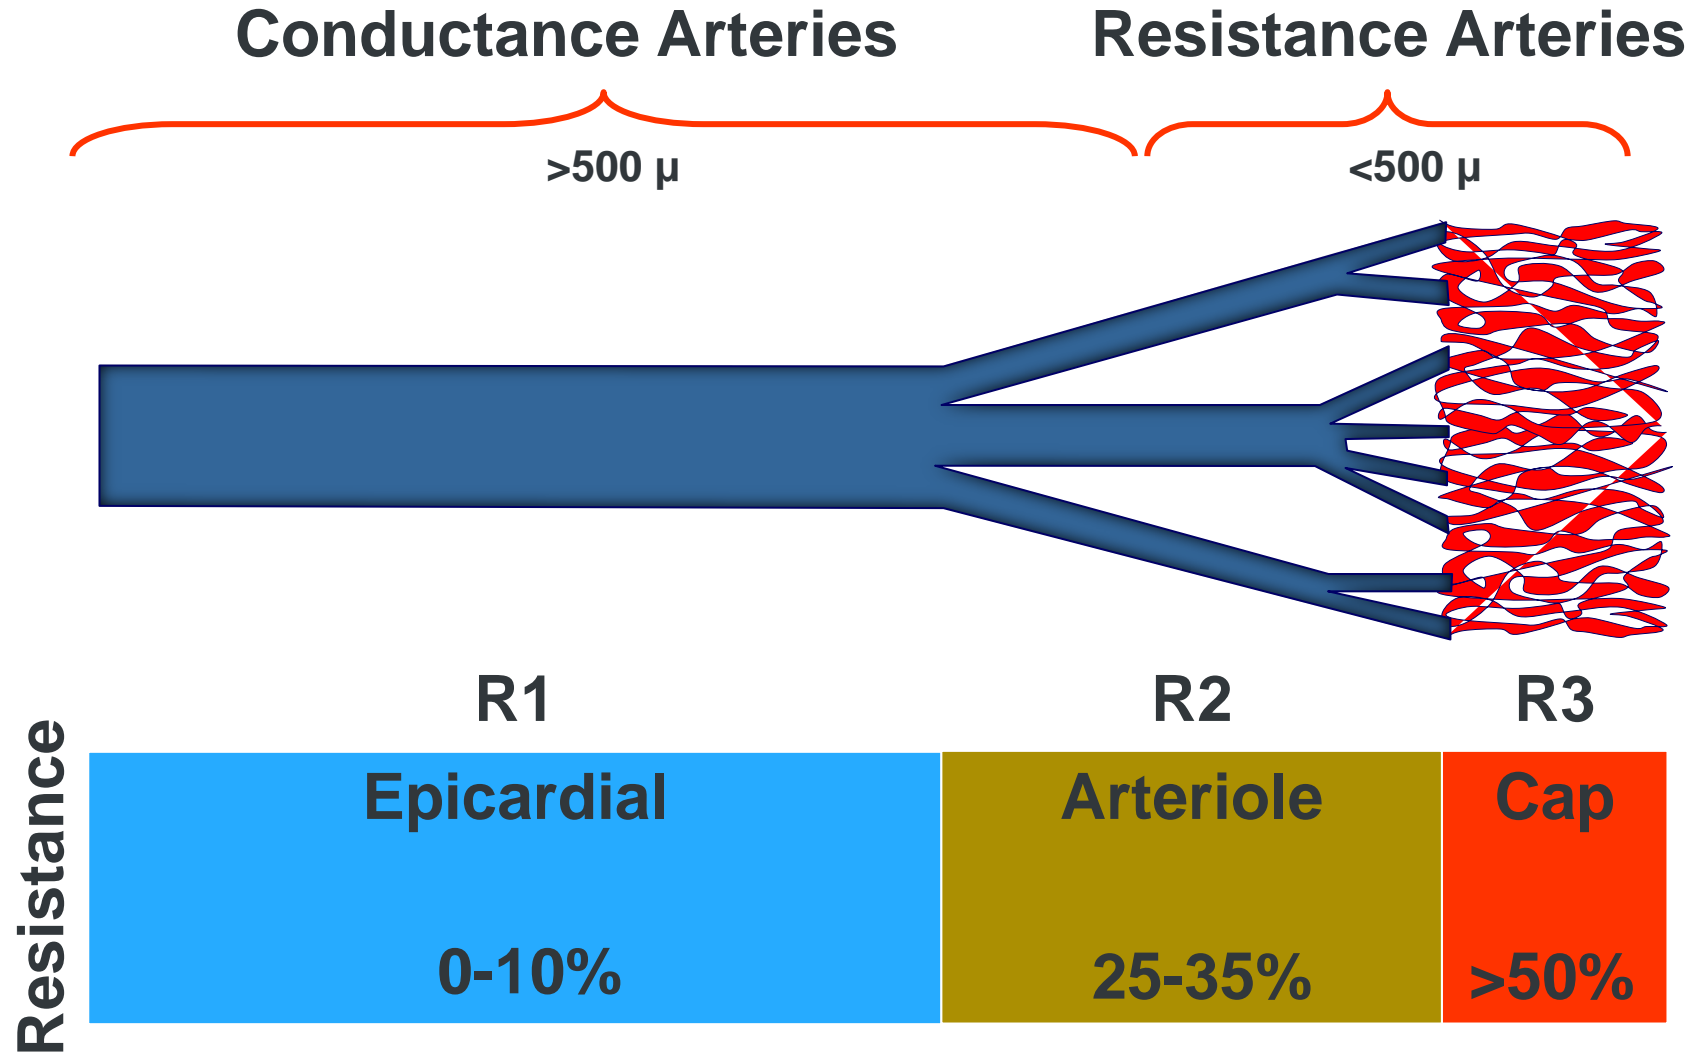 Conductance Arteries
Resistance Arteries
>500 µ
<500 µ
R1
R2
R3
Resistance
Epicardial
Arteriole
Cap
0-10%
25-35%
>50%